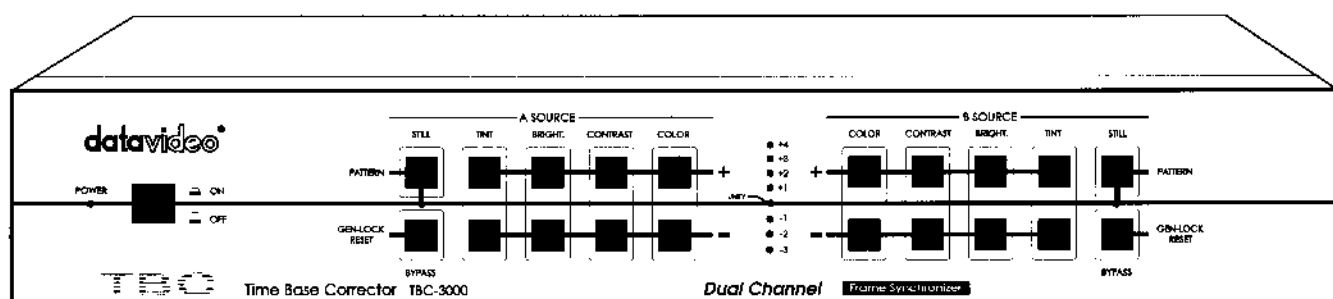 datavideo®
POWER
ON
OFF
TBC
Time Base Corrector TBC-3000
A SOURCE
STILL TINT BRIGHT. CONTRAST COLOR
PATTERN
+
GEN-LOCK
RESET
-
BYPASS
+4
+3
+2
+1
UNITY
-1
-2
-3
B SOURCE
COLOR CONTRAST BRIGHT. TINT STILL
+
PATTERN
-
GEN-LOCK
RESET
BYPASS
Dual Channel Frame Synchronizer